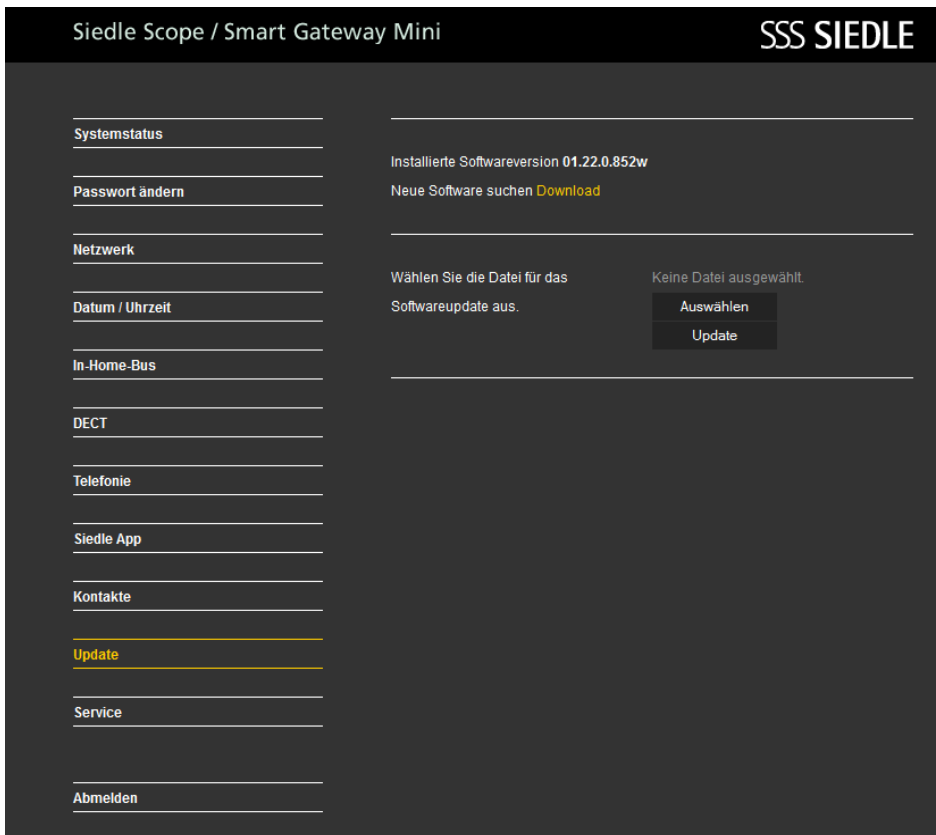 Siedle Scope / Smart Gateway Mini
SSS SIEDLE
Systemstatus
Passwort ändern
Netzwerk
Datum / Uhrzeit
In-Home-Bus
DECT
Telefonie
Siedle App
Kontakte
Update
Service
Abmelden
Installierte Softwareversion 01.22.0.852w
Neue Software suchen Download
Wählen Sie die Datei für das
Softwareupdate aus.
Keine Datei ausgewählt.
Auswählen
Update